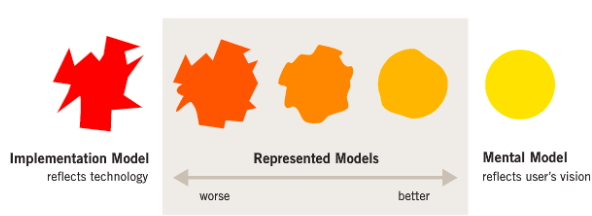 Implementation Model
reflects technology
Represented Models
worse
better
Mental Model
reflects user's vision